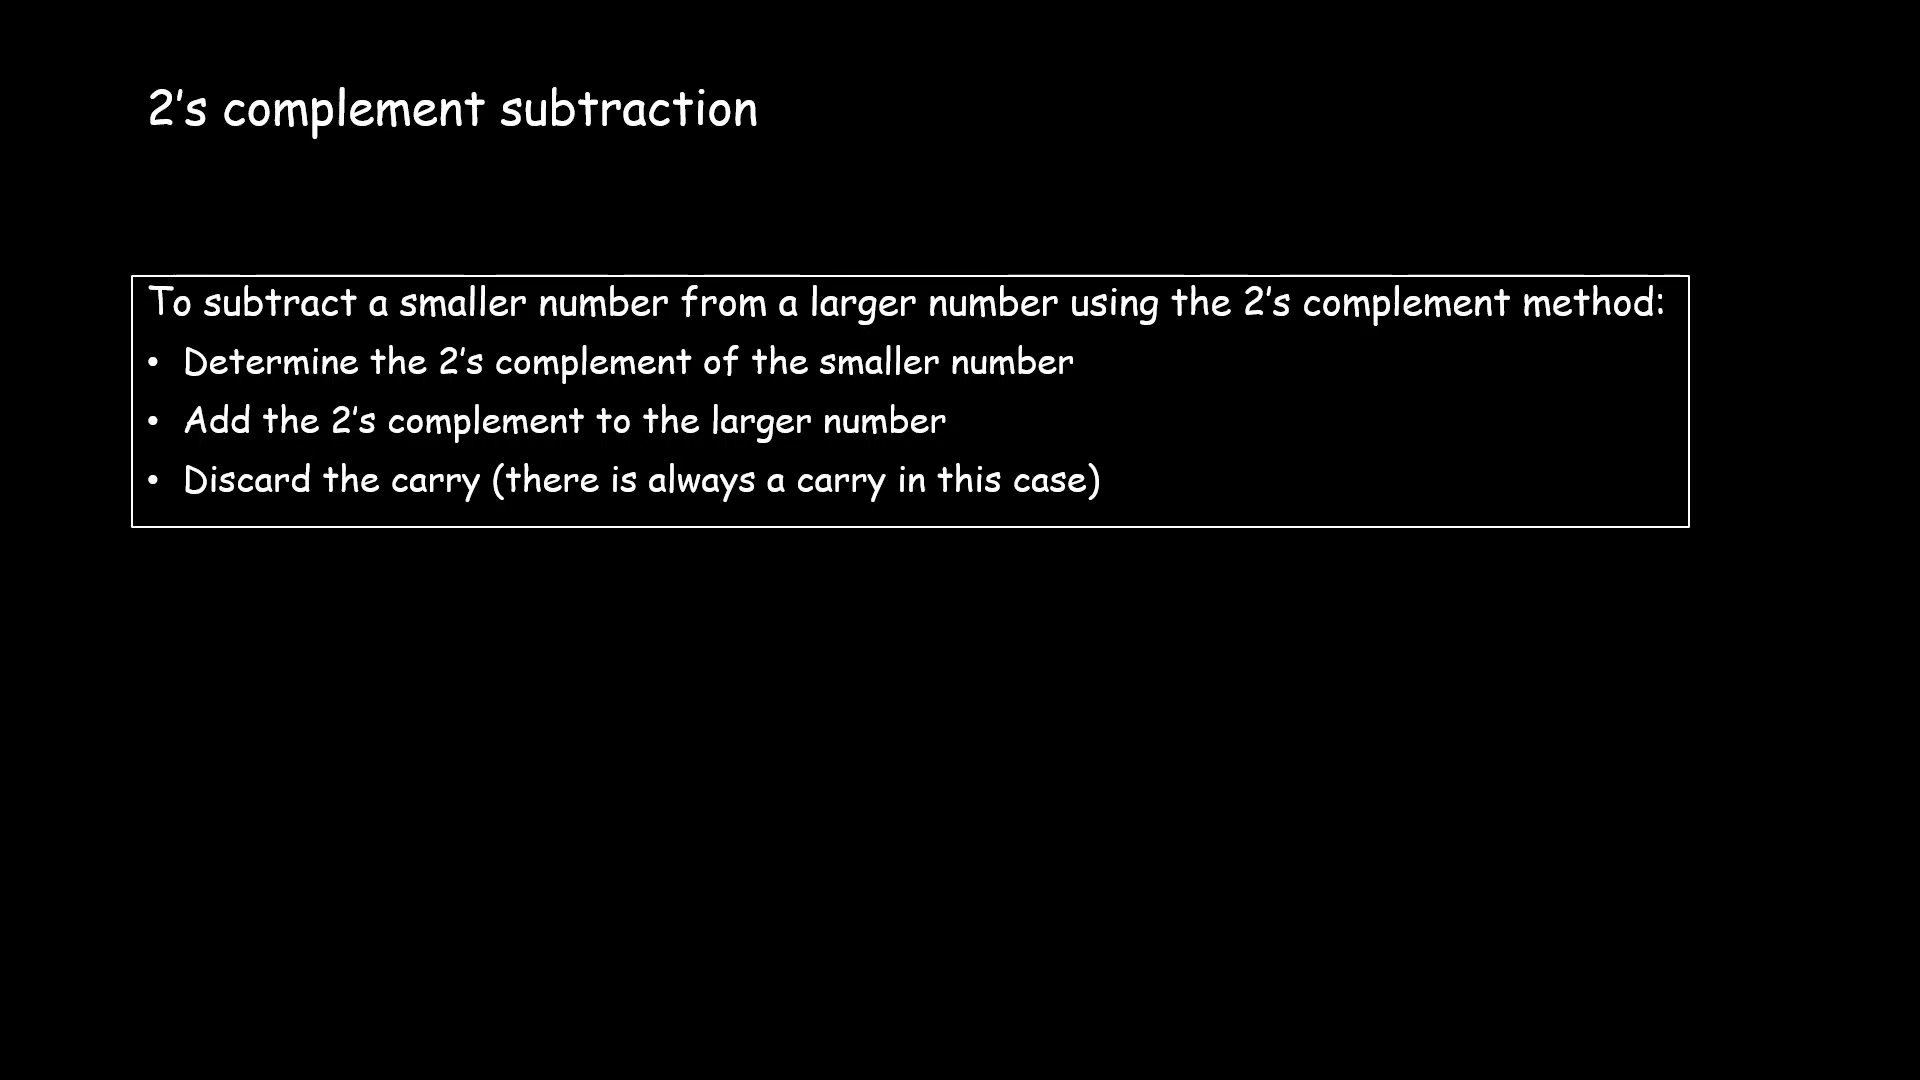 2’s complement subtraction
To subtract a smaller number from a larger number using the 2’s complement method:
• Determine the 2’s complement of the smaller number
• Add the 2’s complement to the larger number
• Discard the carry (there is always a carry in this case)